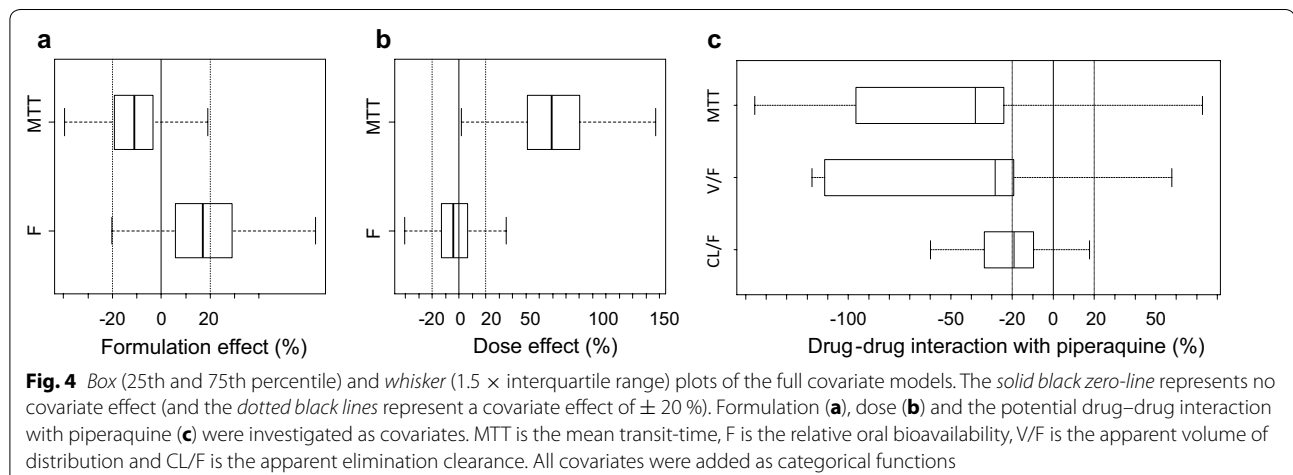 a
b
c
MTT
F
-20
0
20
Formulation effect (%)
MTT
F
-20
0
20
50
100
150
Dose effect (%)
MTT
V/F
CL/F
-100
-50
-20
0
20
50
Drug-drug interaction with piperaquine (%)
Fig. 4 Box (25th and 75th percentile) and whisker (1.5 × interquartile range) plots of the full covariate models. The solid black zero-line represents no
covariate effect (and the dotted black lines represent a covariate effect of ± 20 %). Formulation (a), dose (b) and the potential drug–drug interaction
with piperaquine (c) were investigated as covariates. MTT is the mean transit-time, F is the relative oral bioavailability, V/F is the apparent volume of
distribution and CL/F is the apparent elimination clearance. All covariates were added as categorical functions